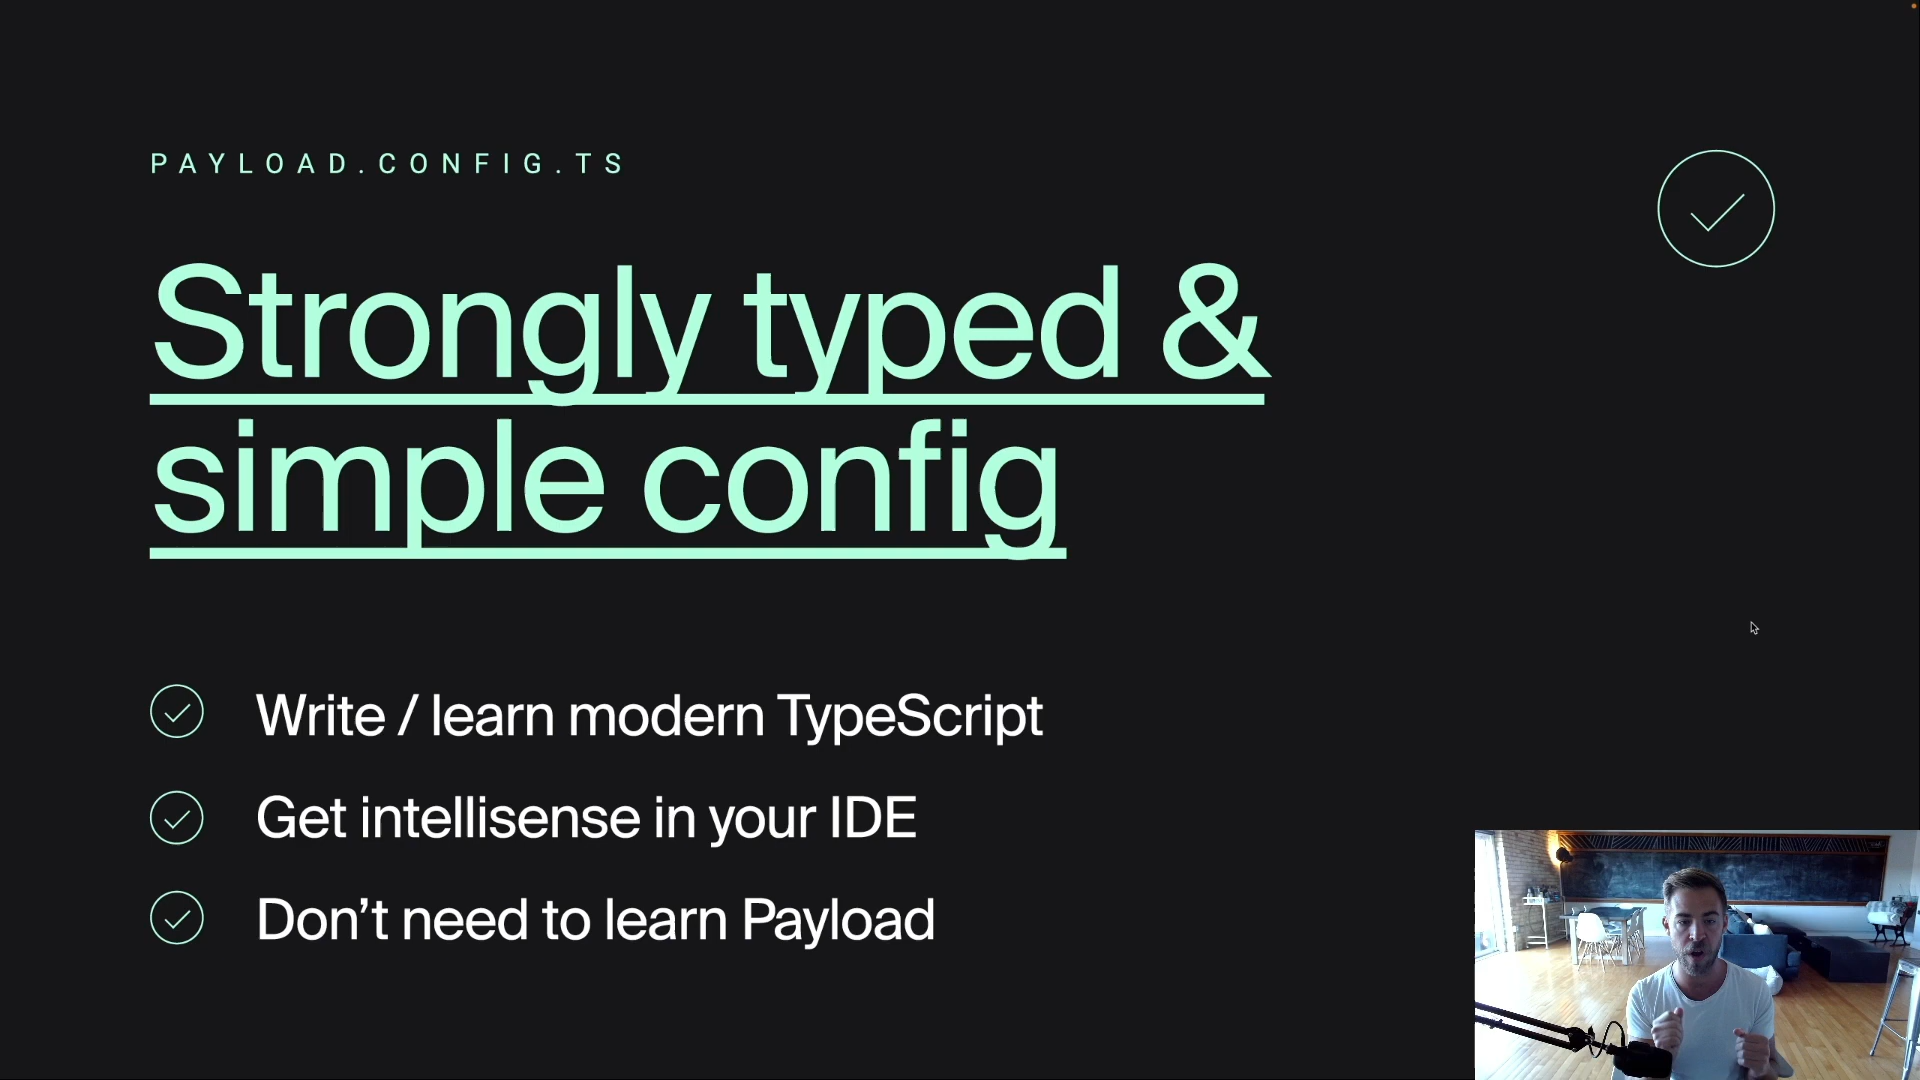 PAYLOAD.CONFIG.TS
Strongly typed &
simple config
Write / learn modern TypeScript
Get intellisense in your IDE
Don’t need to learn Payload